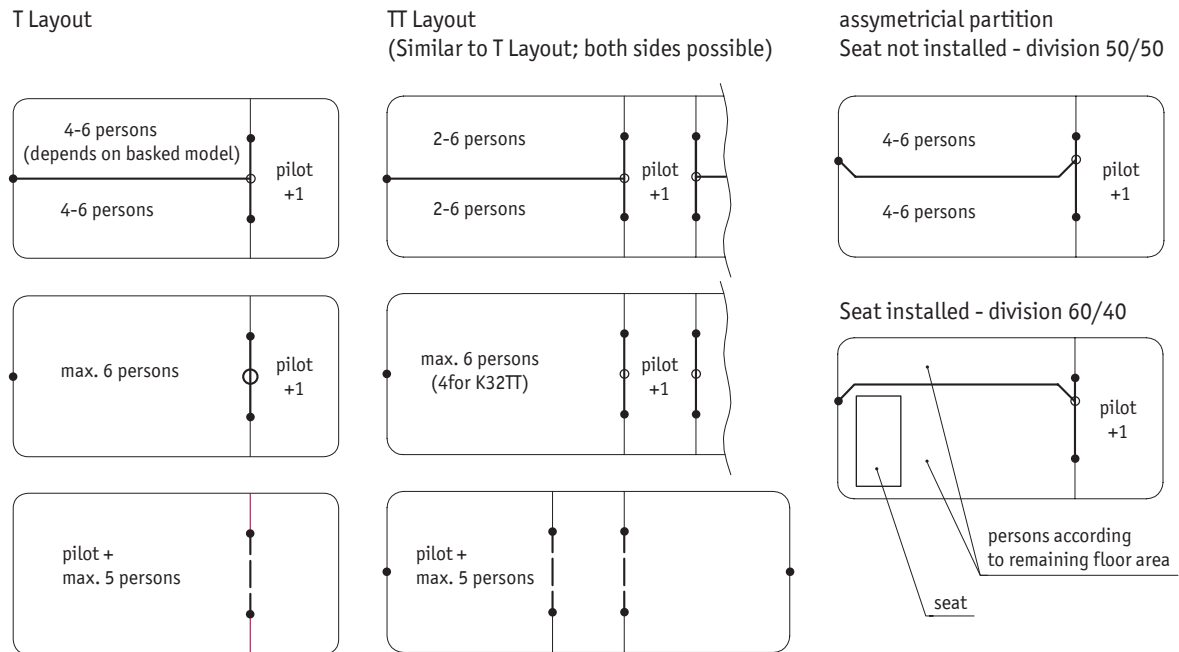 T Layout
4-6 persons
(depends on basked model)
4-6 persons
pilot
+1
max. 6 persons
pilot
+1
pilot +
max. 5 persons
TT Layout
(Similar to T Layout; both sides possible)
2-6 persons
2-6 persons
pilot
+1
max. 6 persons
(4for K32TT)
pilot
+1
pilot +
max. 5 persons
assymetricial partition
Seat not installed - division 50/50
4-6 persons
4-6 persons
pilot
+1
Seat installed - division 60/40
pilot
+1
persons according
to remaining floor area
seat